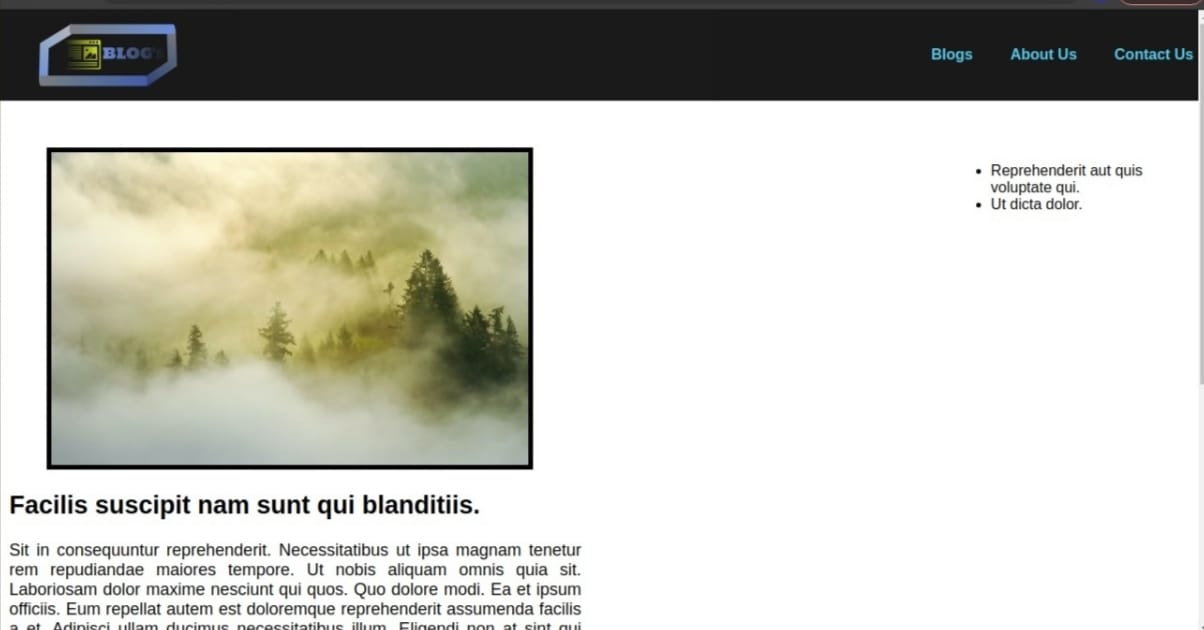 BLOG
Blogs
About Us
Contact Us
Reprehenderit aut quis
voluptate qui.
Ut dicta dolor.
Facilis suscipit nam sunt qui blanditiis.
Sit in consequuntur reprehenderit. Necessitatibus ut ipsa magnam tenetur
rem repudiandae maiores tempore. Ut nobis aliquam omnis quia sit.
Laboriosam dolor maxime nesciunt qui quos. Quo dolore modi. Ea et ipsum
officiis. Eum repellat autem est doloremque reprehenderit assumenda facilis
a et. Adipisci ullam ducimus necessitatibus illum. Eligendi non at sint qui